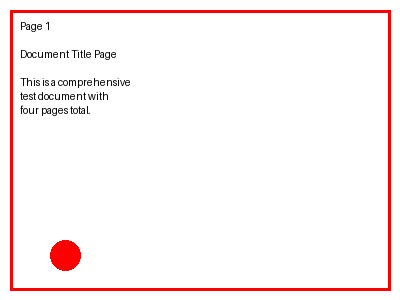 Page 1
Document Title Page
This is a comprehensive
test document with
four pages total.